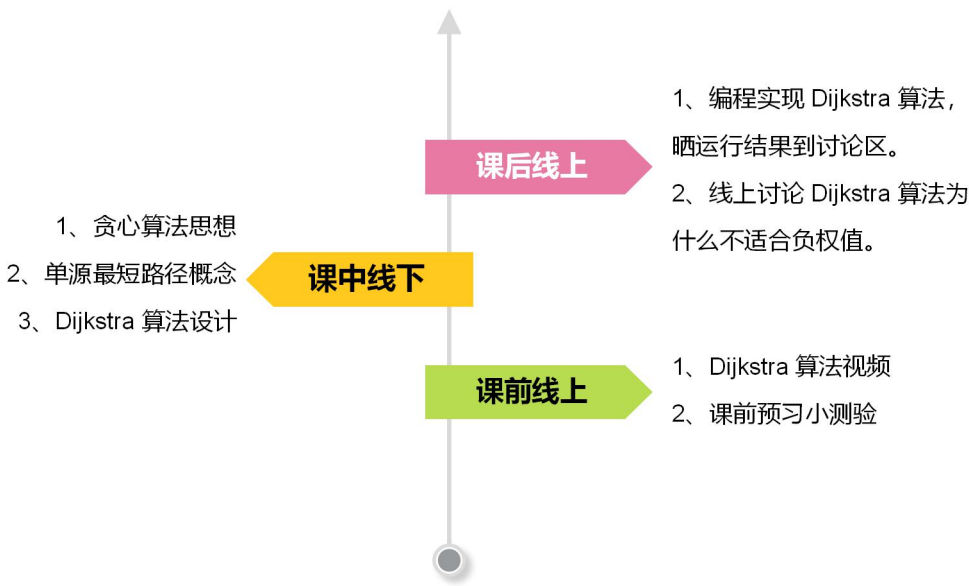 课后线上
1、编程实现 Dijkstra 算法，
晒运行结果到讨论区。
2、线上讨论 Dijkstra 算法为
什么不适合负权值。
课中线下
1、贪心算法思想
2、单源最短路径概念
3、Dijkstra 算法设计
课前线上
1、Dijkstra 算法视频
2、课前预习小测验